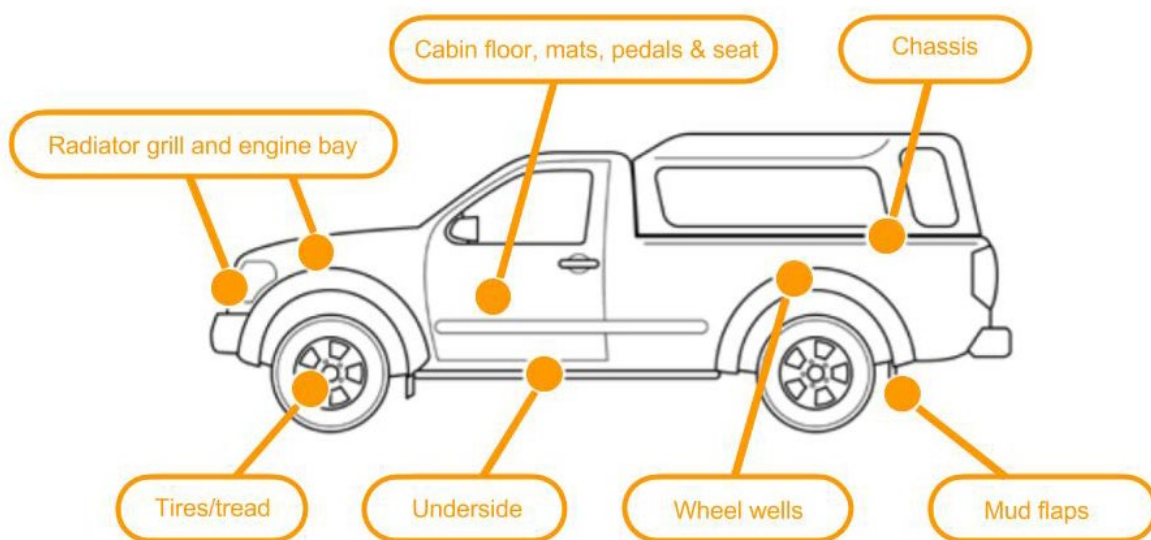 Cabin floor, mats, pedals & seat
Chassis
Radiator grill and engine bay
Tires/tread
Underside
Wheel wells
Mud flaps